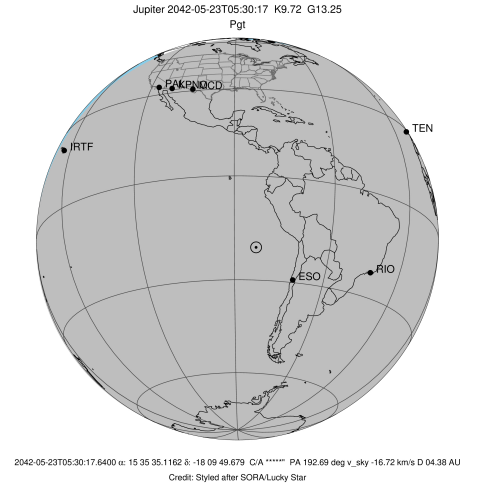 Jupiter 2042-05-23T05:30:17 K9.72 G13.25
Pgt
PAL KPNO MCD
TEN
IRTF
RIO
ESO
2042-05-23T05:30:17.6400 α: 15 35 35.1162 δ: -18 09 49.679 C/A *****" PA 192.69 deg v_sky -16.72 km/s D 04.38 AU
Credit: Styled after SORA/Lucky Star